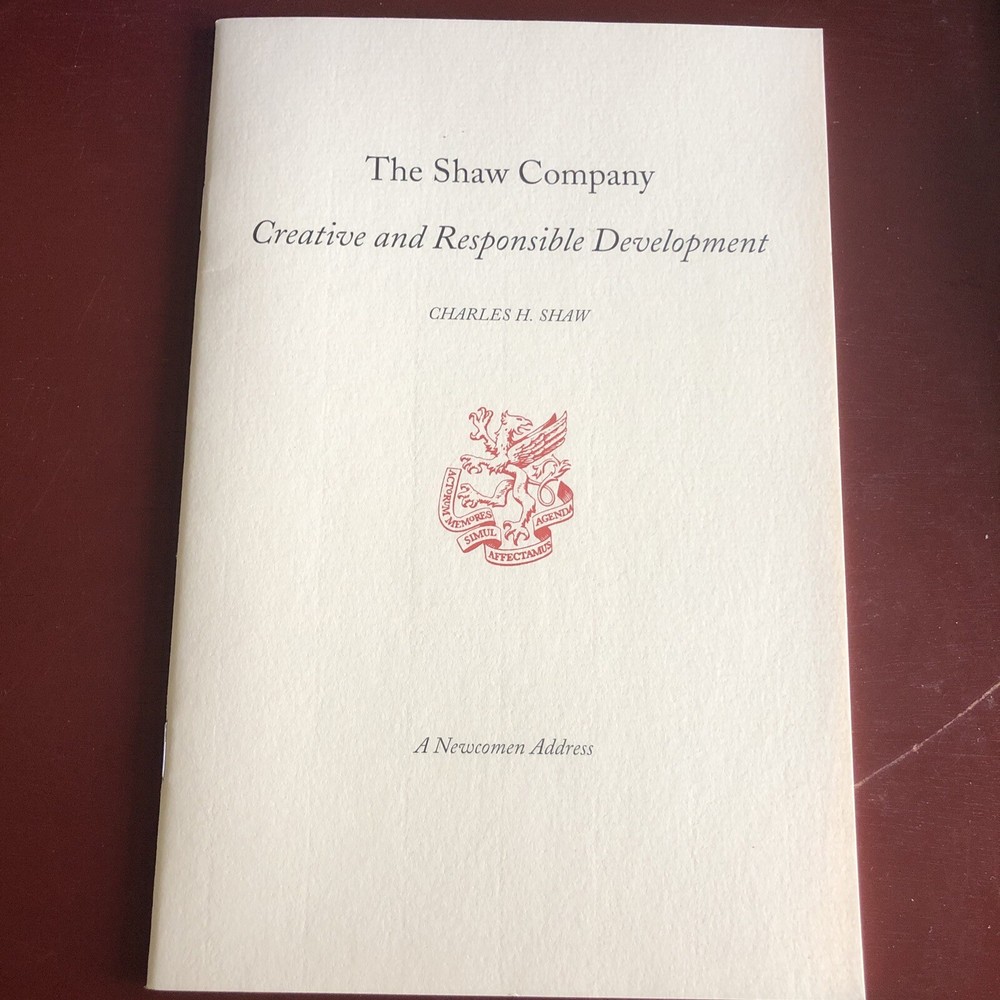 The Shaw Company
Creative and Responsible Development
CHARLES H. SHAW
ACTORUM
MEMORES
SIMUL
AFFECTAMUS
AGENDA
A Newcomen Address